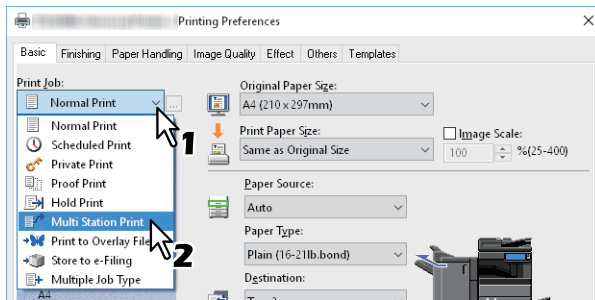 Printing Preferences
Basic Finishing Paper Handling Image Quality Effect Others Templates
Print Job:
Normal Print
...
1
Normal Print
Scheduled Print
Private Print
Proof Print
Hold Print
Multi Station Print
2
Print to Overlay File
Store to e-Filing
Multiple Job Type
A4
Original Paper Size:
A4 (210 x 297mm)
Print Paper Size:
Same as Original Size
Image Scale:
100 %(25-400)
Paper Source:
Auto
Paper Type:
Plain (16-21lb.bond)
Destination: